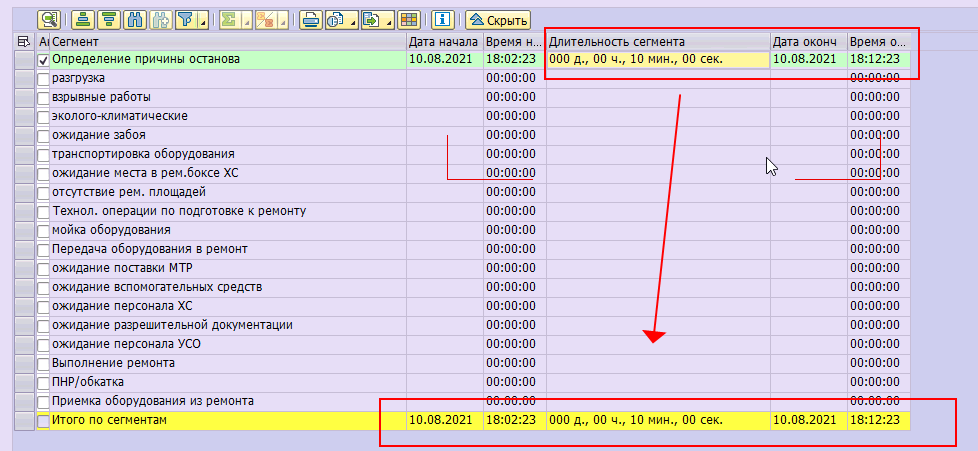 Скрыть
А Сегмент Дата начала Время н... Длительность сегмента Дата оконч Время о...
Определение причины останова 10.08.2021 18:02:23 000 д., 00 ч., 10 мин., 00 сек. 10.08.2021 18:12:23
разгрузка 00:00:00 00:00:00
взрывные работы 00:00:00 00:00:00
эколого-климатические 00:00:00 00:00:00
ожидание забоя 00:00:00 00:00:00
транспортировка оборудования 00:00:00 00:00:00
ожидание места в рем.боксе ХС 00:00:00 00:00:00
отсутствие рем. площадей 00:00:00 00:00:00
Технол. операции по подготовке к ремонту 00:00:00 00:00:00
мойка оборудования 00:00:00 00:00:00
Передача оборудования в ремонт 00:00:00 00:00:00
ожидание поставки МТР 00:00:00 00:00:00
ожидание вспомогательных средств 00:00:00 00:00:00
ожидание персонала ХС 00:00:00 00:00:00
ожидание разрешительной документации 00:00:00 00:00:00
ожидание персонала УСО 00:00:00 00:00:00
Выполнение ремонта 00:00:00 00:00:00
ПНР/обкатка 00:00:00 00:00:00
Приемка оборудования из ремонта 00:00:00 00:00:00
Итого по сегментам 10.08.2021 18:02:23 000 д., 00 ч., 10 мин., 00 сек. 10.08.2021 18:12:23